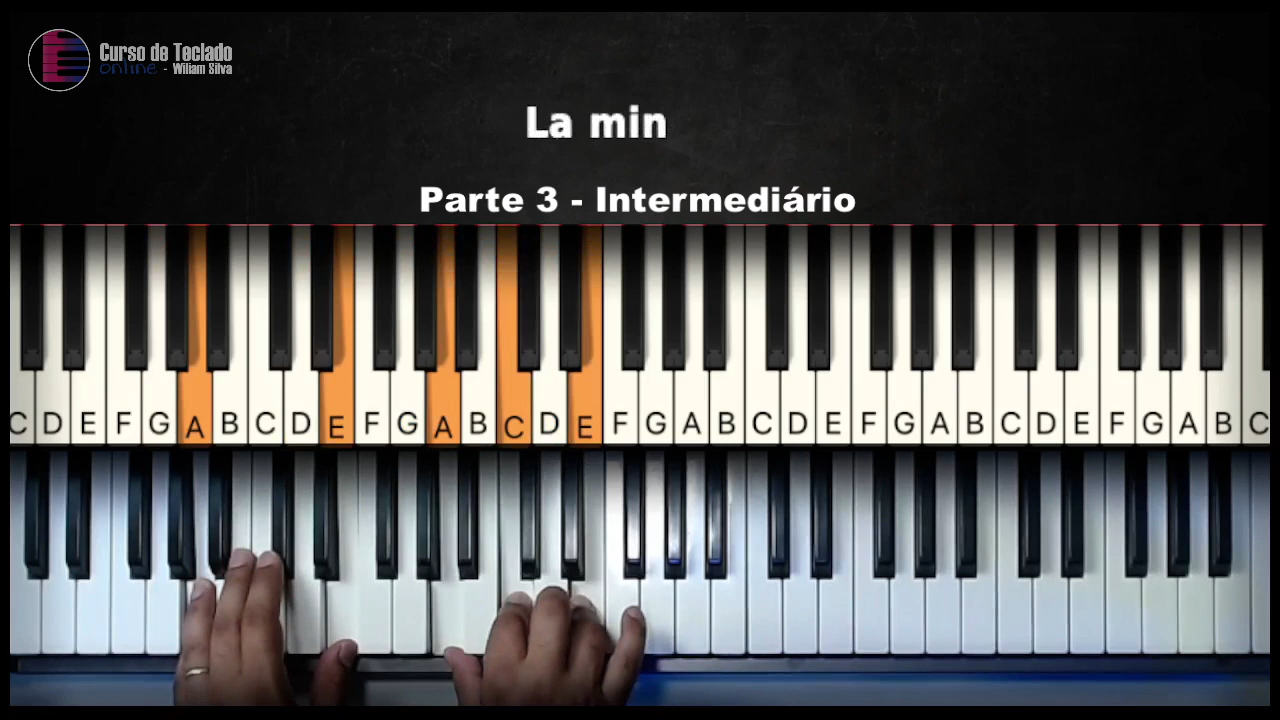 Curso de Teclado
online - Wiliam Silva
La min
Parte 3 - Intermediário
C D E F G A B C D E F G A B C D E F G A B C D E F G A B C D E F G A B C